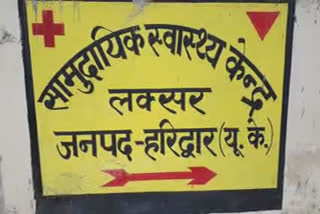 सामुदायिक स्वास्थ्य केन्द्र
लक्सर
जनपद-हरिद्वार (यू. के.)